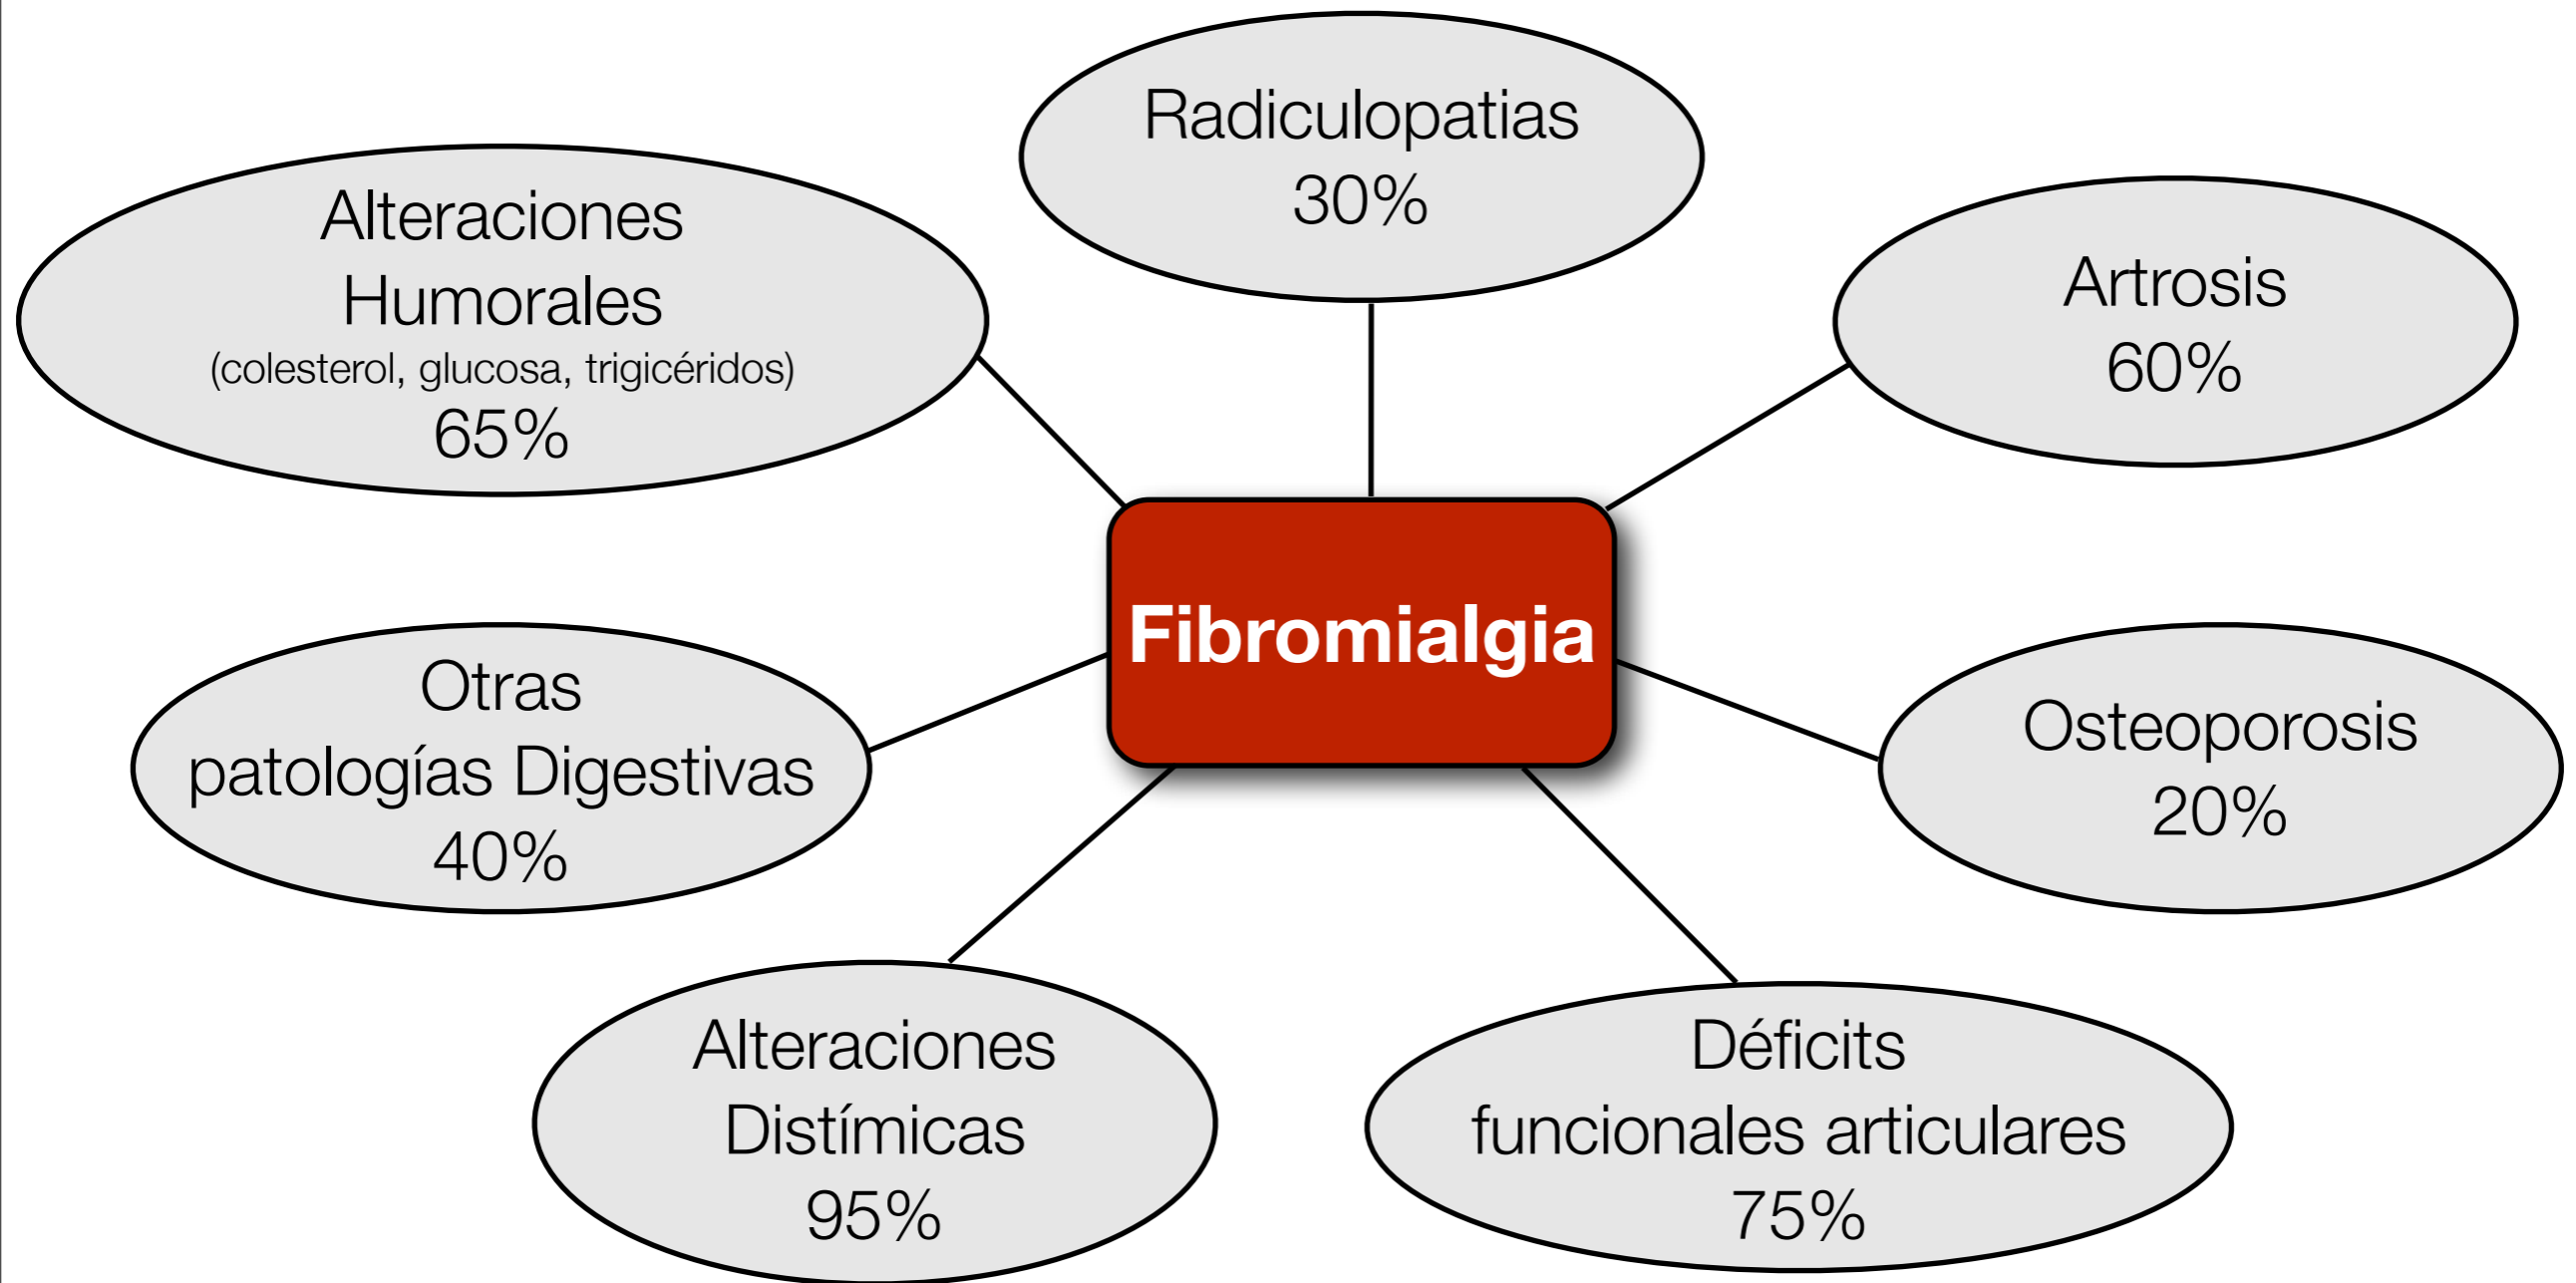 Radiculopatias
30%
Alteraciones
Humorales
(colesterol, glucosa, trigicéridos)
65%
Artrosis
60%
Fibromialgia
Otras
patologías Digestivas
40%
Osteoporosis
20%
Alteraciones
Distímicas
95%
Déficits
funcionales articulares
75%